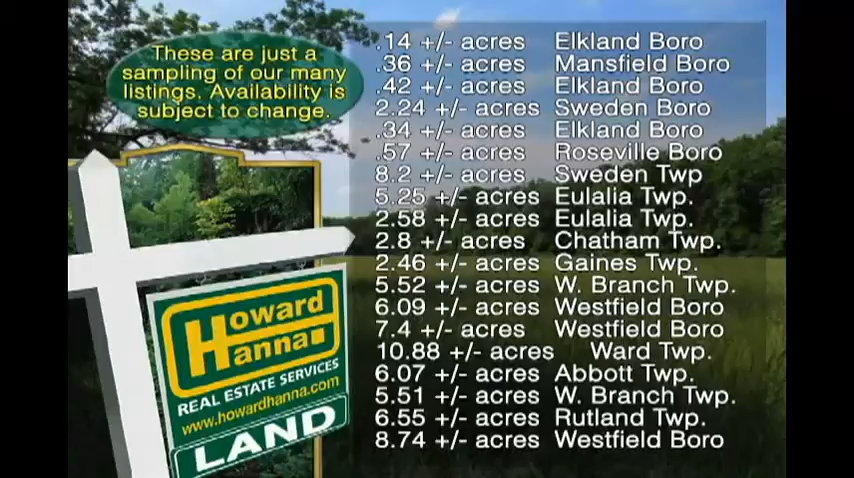 These are just a
sampling of our many
listings. Availability is
subject to change.
.14 +/- acres Elkland Boro
.36 +/- acres Mansfield Boro
.42 +/- acres Elkland Boro
2.24 +/- acres Sweden Boro
.34 +/- acres Elkland Boro
.57 +/- acres Roseville Boro
8.2 +/- acres Sweden Twp
5.25 +/- acres Eulalia Twp.
2.58 +/- acres Eulalia Twp.
2.8 +/- acres Chatham Twp.
2.46 +/- acres Gaines Twp.
5.52 +/- acres W. Branch Twp.
6.09 +/- acres Westfield Boro
7.4 +/- acres Westfield Boro
10.88 +/- acres Ward Twp.
6.07 +/- acres Abbott Twp.
5.51 +/- acres W. Branch Twp.
6.55 +/- acres Rutland Twp.
8.74 +/- acres Westfield Boro
Howard
Hanna
REAL ESTATE SERVICES
www.howardhanna.com
LAND